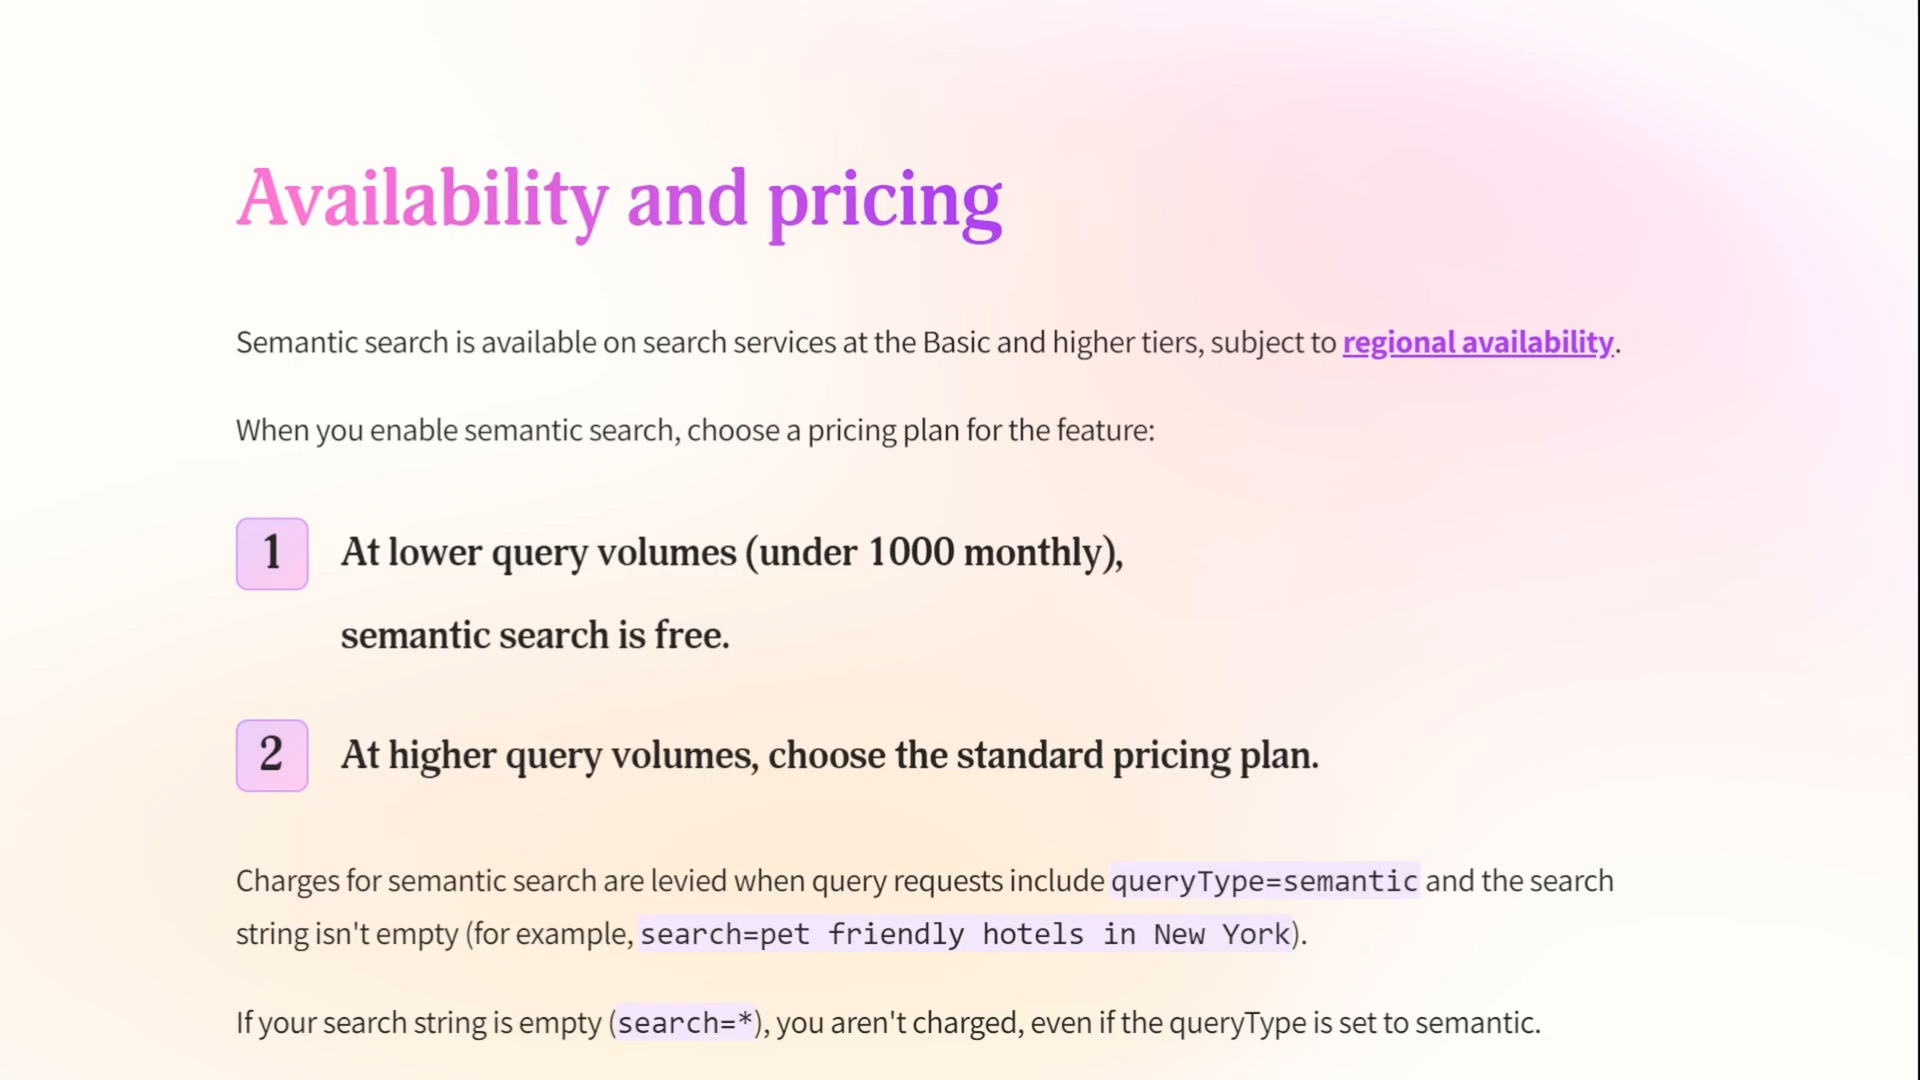 Availability and pricing
Semantic search is available on search services at the Basic and higher tiers, subject to regional availability.
When you enable semantic search, choose a pricing plan for the feature:
1 At lower query volumes (under 1000 monthly),
semantic search is free.
2 At higher query volumes, choose the standard pricing plan.
Charges for semantic search are levied when query requests include queryType=semantic and the search
string isn't empty (for example, search=pet friendly hotels in New York).
If your search string is empty (search=*), you aren't charged, even if the queryType is set to semantic.